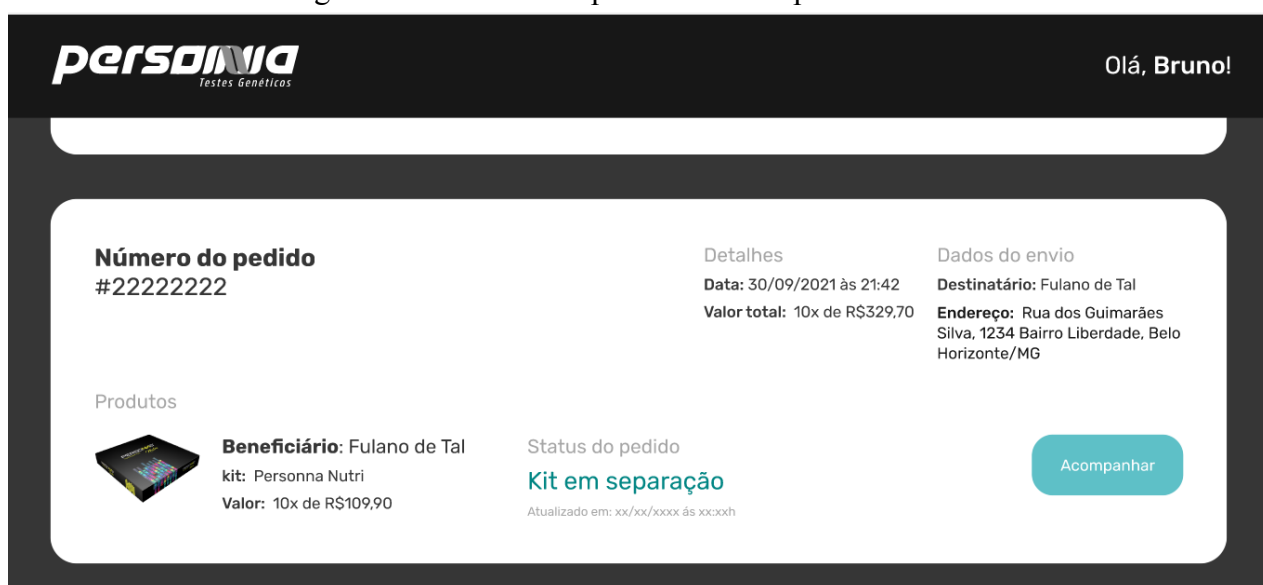 persona
Testes Genéticos
Olá, Bruno!
Número do pedido
#22222222
Detalhes
Data: 30/09/2021 às 21:42
Valor total: 10x de R$329,70
Dados do envio
Destinatário: Fulano de Tal
Endereço: Rua dos Guimarães
Silva, 1234 Bairro Liberdade, Belo
Horizonte/MG
Produtos
Beneficiário: Fulano de Tal
kit: Personna Nutri
Valor: 10x de R$109,90
Status do pedido
Kit em separação
Atualizado em: xx/xx/xxxx ás xx:xxh
Acompanhar